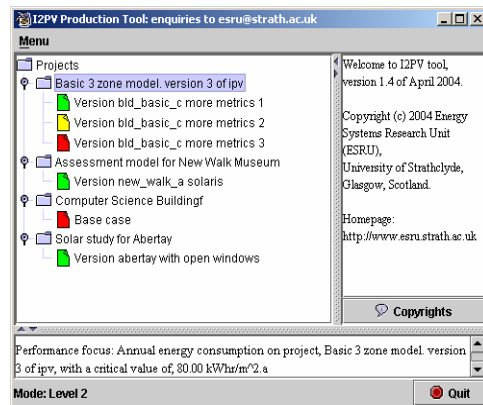 I2PV Production Tool: enquiries to esru@strath.ac.uk
Menu
Projects
Basic 3 zone model. version 3 of ipv
Version bld_basic_c more metrics 1
Version bld_basic_c more metrics 2
Version bld_basic_c more metrics 3
Assessment model for New Walk Museum
Version new_walk_a solaris
Computer Science Buildingf
Base case
Solar study for Abertay
Version abertay with open windows
Welcome to I2PV tool,
version 1.4 of April 2004.
Copyright (c) 2004 Energy
Systems Research Unit
(ESRU),
University of Strathclyde,
Glasgow, Scotland.
Homepage:
http://www.esru.strath.ac.uk
Copyrights
Performance focus: Annual energy consumption on project, Basic 3 zone model. version
3 of ipv, with a critical value of, 80.00 kWhr/m^2.a
Mode: Level 2
Quit